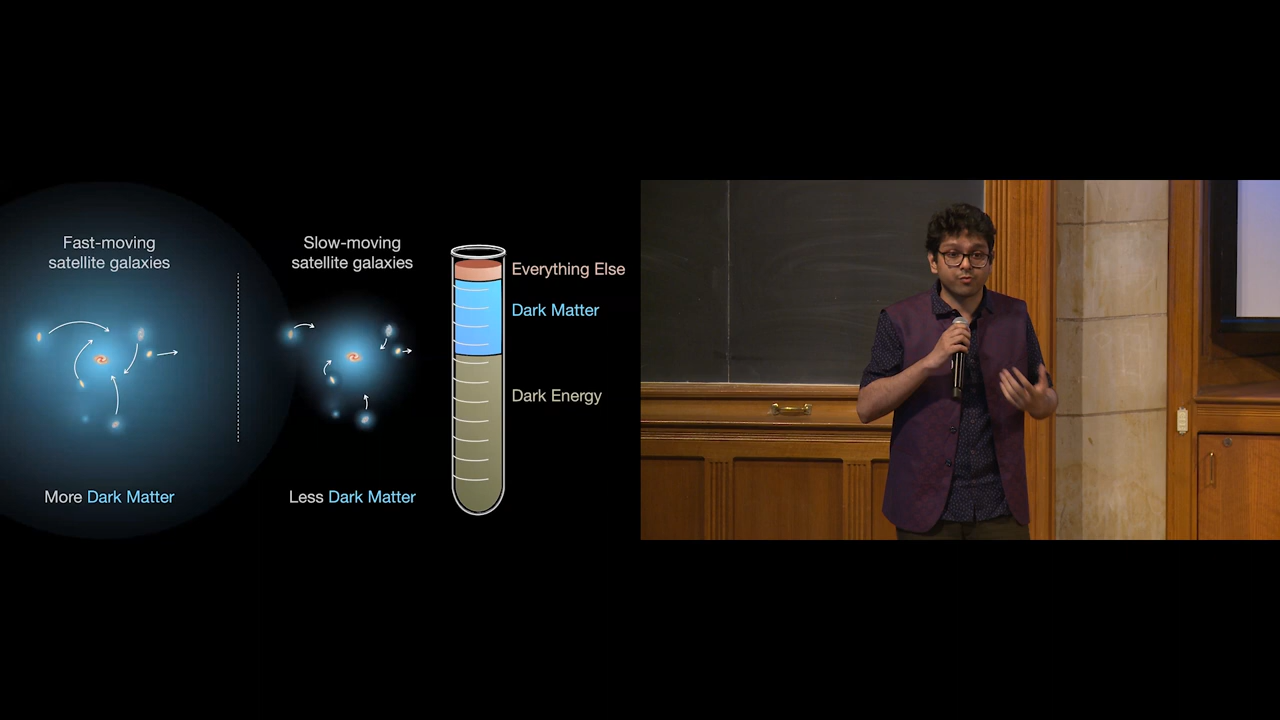 Fast-moving
satellite galaxies
Slow-moving
satellite galaxies
Everything Else
Dark Matter
Dark Energy
More Dark Matter
Less Dark Matter